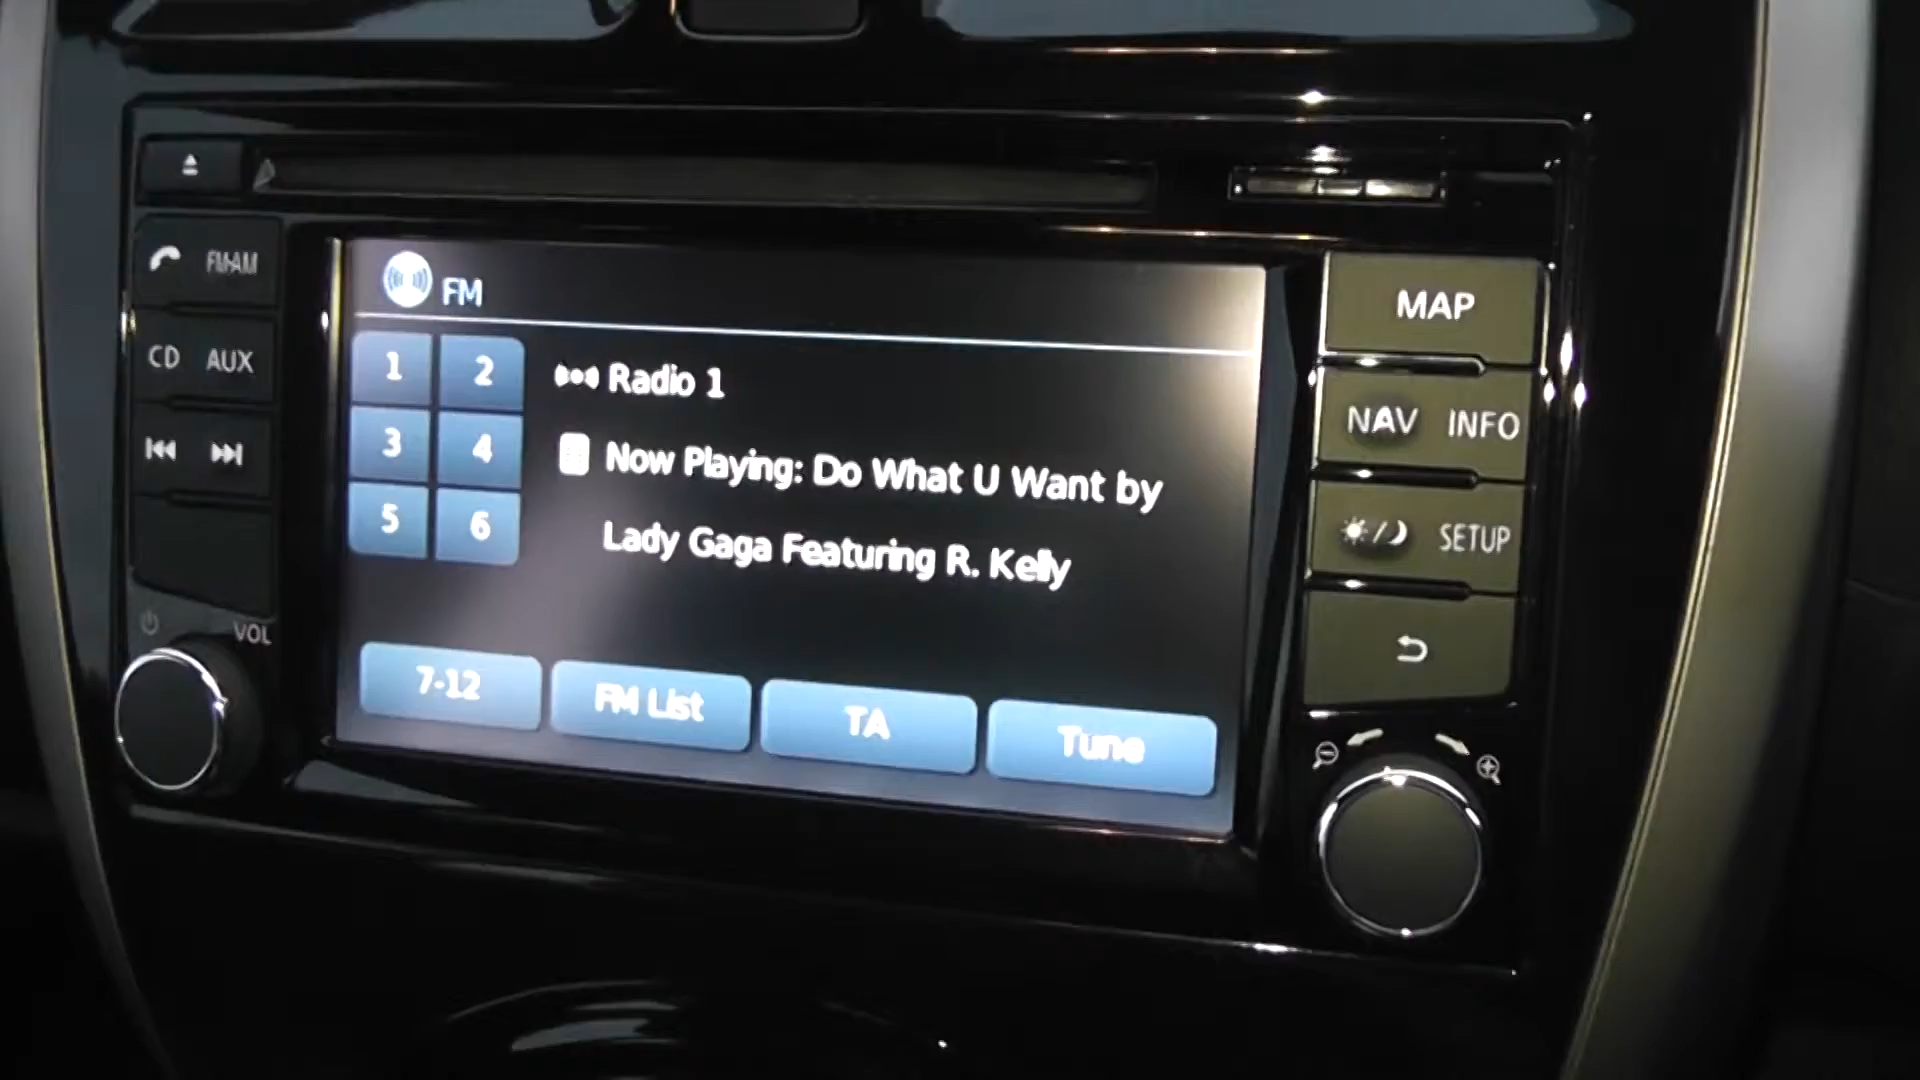 FM·AM
CD AUX
VOL
FM
1 2
3 4
5 6
Radio 1
Now Playing: Do What U Want by
Lady Gaga Featuring R. Kelly
7-12 FM List TA Tune
MAP
NAV INFO
SETUP